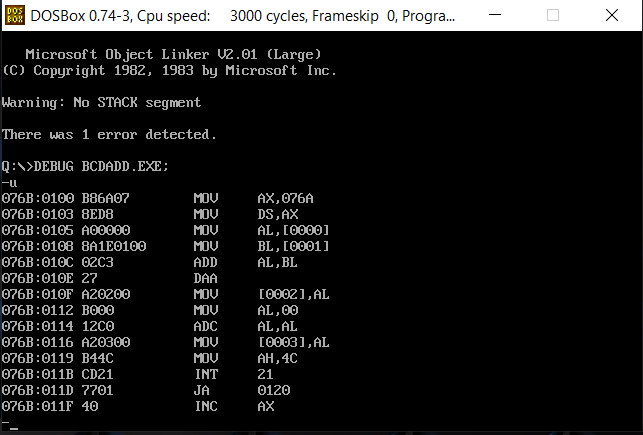 DOSBox 0.74-3, Cpu speed: 3000 cycles, Frameskip 0, Progra...
Microsoft Object Linker V2.01 (Large)
(C) Copyright 1982, 1983 by Microsoft Inc.
Warning: No STACK segment
There was 1 error detected.
Q:\>DEBUG BCDADD.EXE;
-u
076B:0100 B86A07 MOV AX,076A
076B:0103 8ED8 MOV DS,AX
076B:0105 A00000 MOV AL,[0000]
076B:0108 8A1E0100 MOV BL,[0001]
076B:010C 02C3 ADD AL,BL
076B:010E 27 DAA
076B:010F A20200 MOV [0002],AL
076B:0112 B000 MOV AL,00
076B:0114 12C0 ADC AL,AL
076B:0116 A20300 MOV [0003],AL
076B:0119 B44C MOV AH,4C
076B:011B CD21 INT 21
076B:011D 7701 JA 0120
076B:011F 40 INC AX
-_